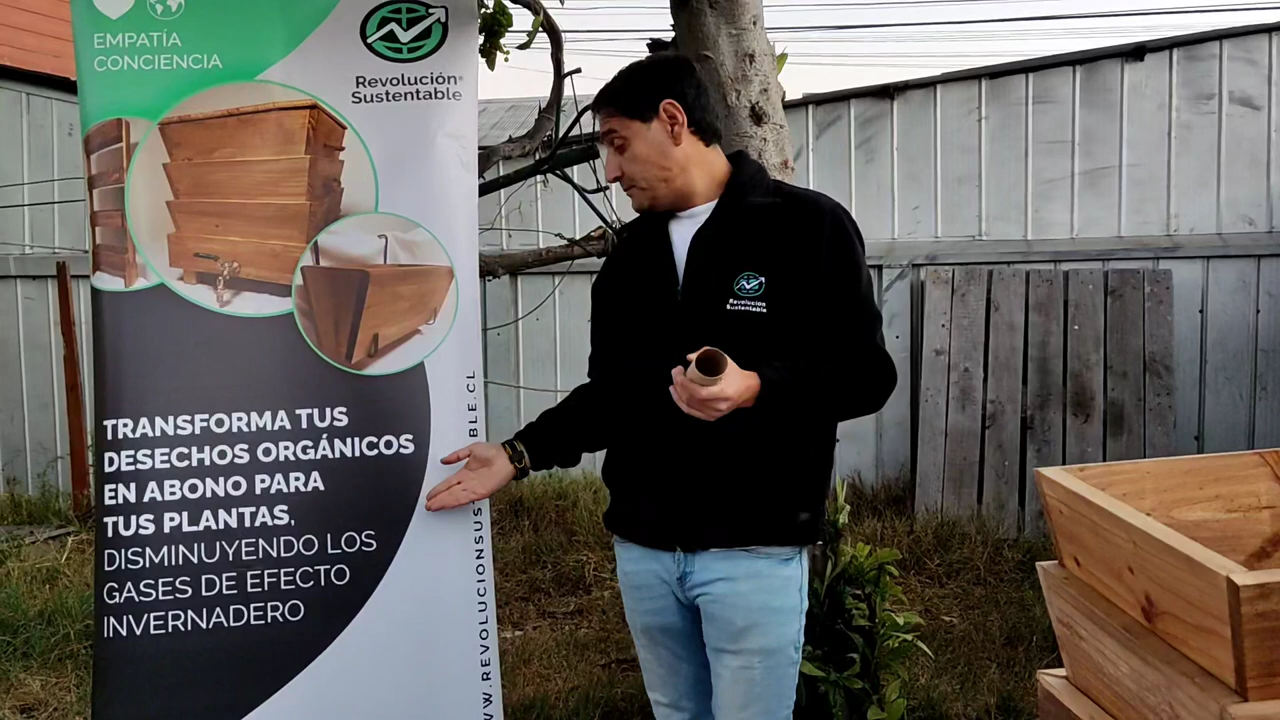 EMPATÍA
CONCIENCIA
Revolución
Sustentable
TRANSFORMA TUS
DESECHOS ORGÁNICOS
EN ABONO PARA
TUS PLANTAS,
DISMINUYENDO LOS
GASES DE EFECTO
INVERNADERO
Revolución
Sustentable